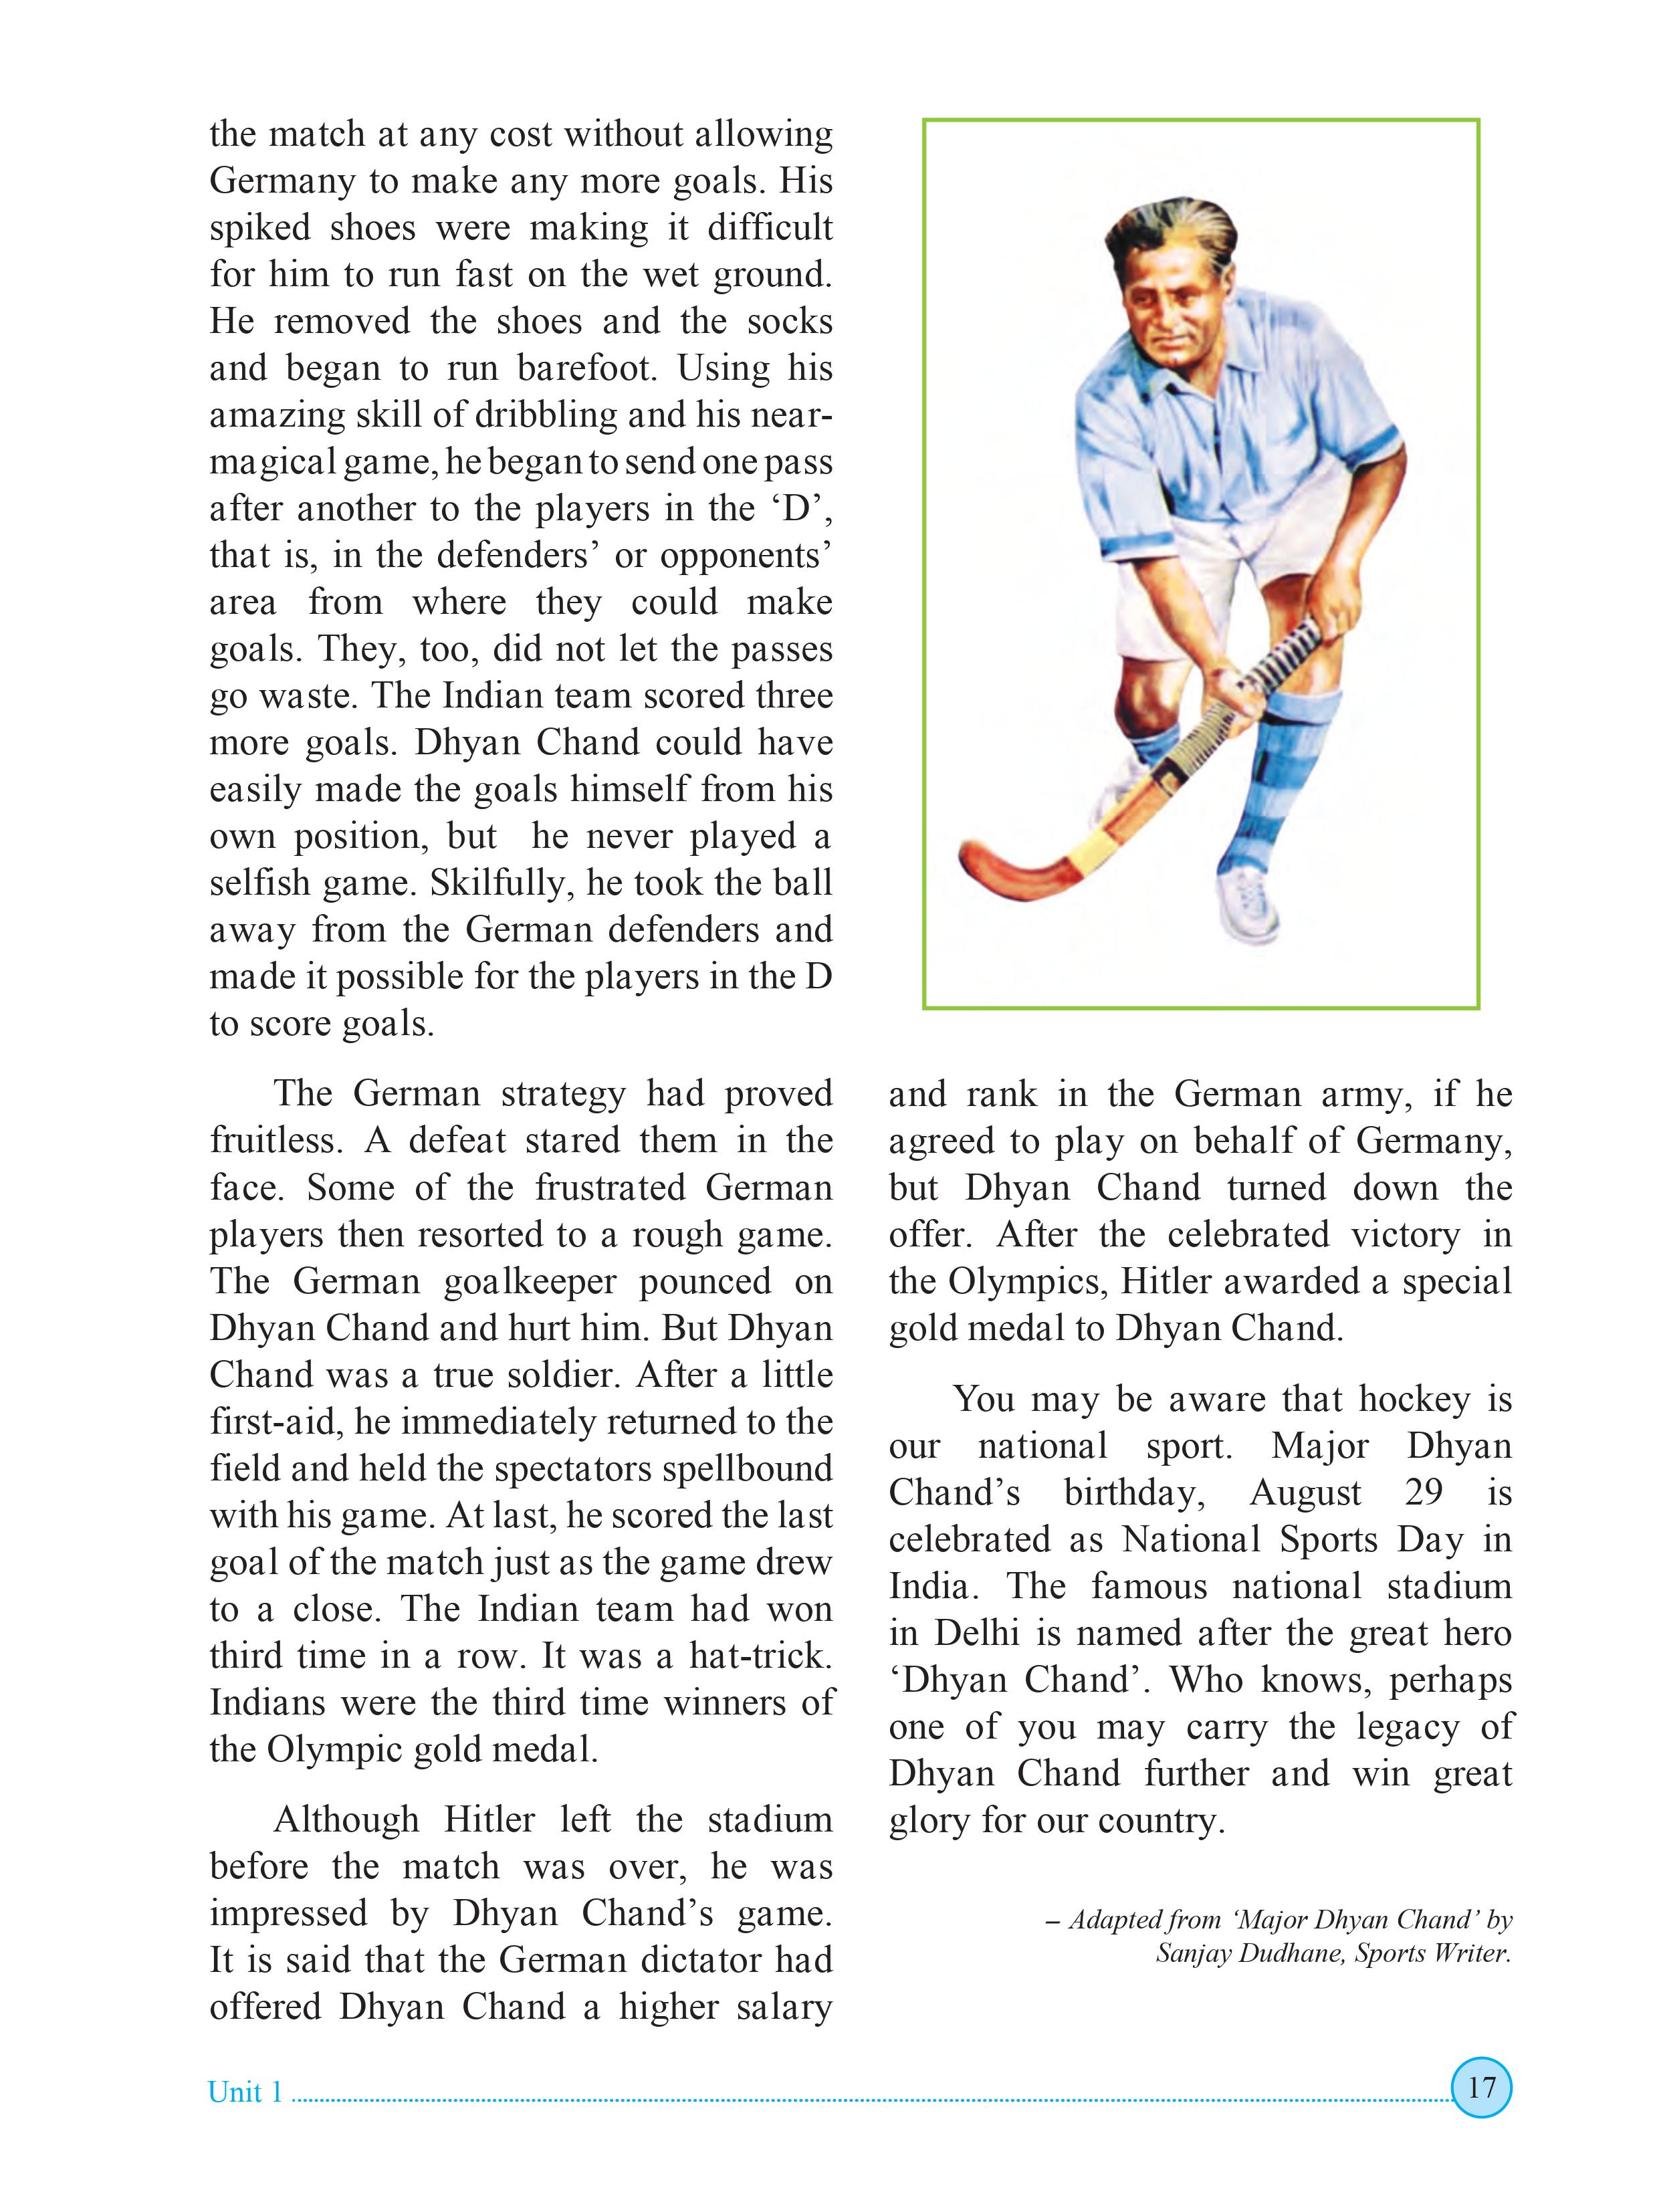 the match at any cost without allowing
Germany to make any more goals. His
spiked shoes were making it difficult
for him to run fast on the wet ground.
He removed the shoes and the socks
and began to run barefoot. Using his
amazing skill of dribbling and his near-
magical game, he began to send one pass
after another to the players in the ‘D’,
that is, in the defenders’ or opponents’
area from where they could make
goals. They, too, did not let the passes
go waste. The Indian team scored three
more goals. Dhyan Chand could have
easily made the goals himself from his
own position, but he never played a
selfish game. Skilfully, he took the ball
away from the German defenders and
made it possible for the players in the D
to score goals.
The German strategy had proved
fruitless. A defeat stared them in the
face. Some of the frustrated German
players then resorted to a rough game.
The German goalkeeper pounced on
Dhyan Chand and hurt him. But Dhyan
Chand was a true soldier. After a little
first-aid, he immediately returned to the
field and held the spectators spellbound
with his game. At last, he scored the last
goal of the match just as the game drew
to a close. The Indian team had won
third time in a row. It was a hat-trick.
Indians were the third time winners of
the Olympic gold medal.
Although Hitler left the stadium
before the match was over, he was
impressed by Dhyan Chand’s game.
It is said that the German dictator had
offered Dhyan Chand a higher salary
and rank in the German army, if he
agreed to play on behalf of Germany,
but Dhyan Chand turned down the
offer. After the celebrated victory in
the Olympics, Hitler awarded a special
gold medal to Dhyan Chand.
You may be aware that hockey is
our national sport. Major Dhyan
Chand’s birthday, August 29 is
celebrated as National Sports Day in
India. The famous national stadium
in Delhi is named after the great hero
‘Dhyan Chand’. Who knows, perhaps
one of you may carry the legacy of
Dhyan Chand further and win great
glory for our country.
– Adapted from ‘Major Dhyan Chand’ by
Sanjay Dudhane, Sports Writer.
Unit 1
17